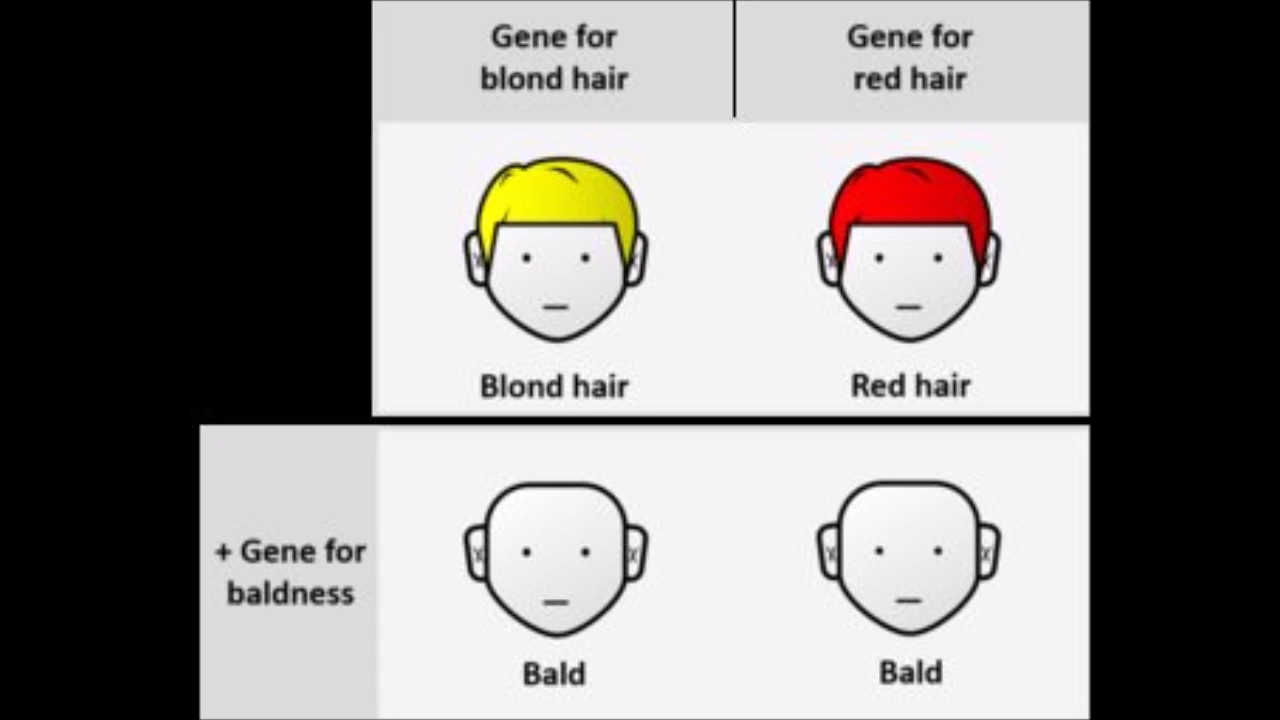 Gene for
blond hair
Gene for
red hair
Blond hair
Red hair
+ Gene for
baldness
Bald
Bald